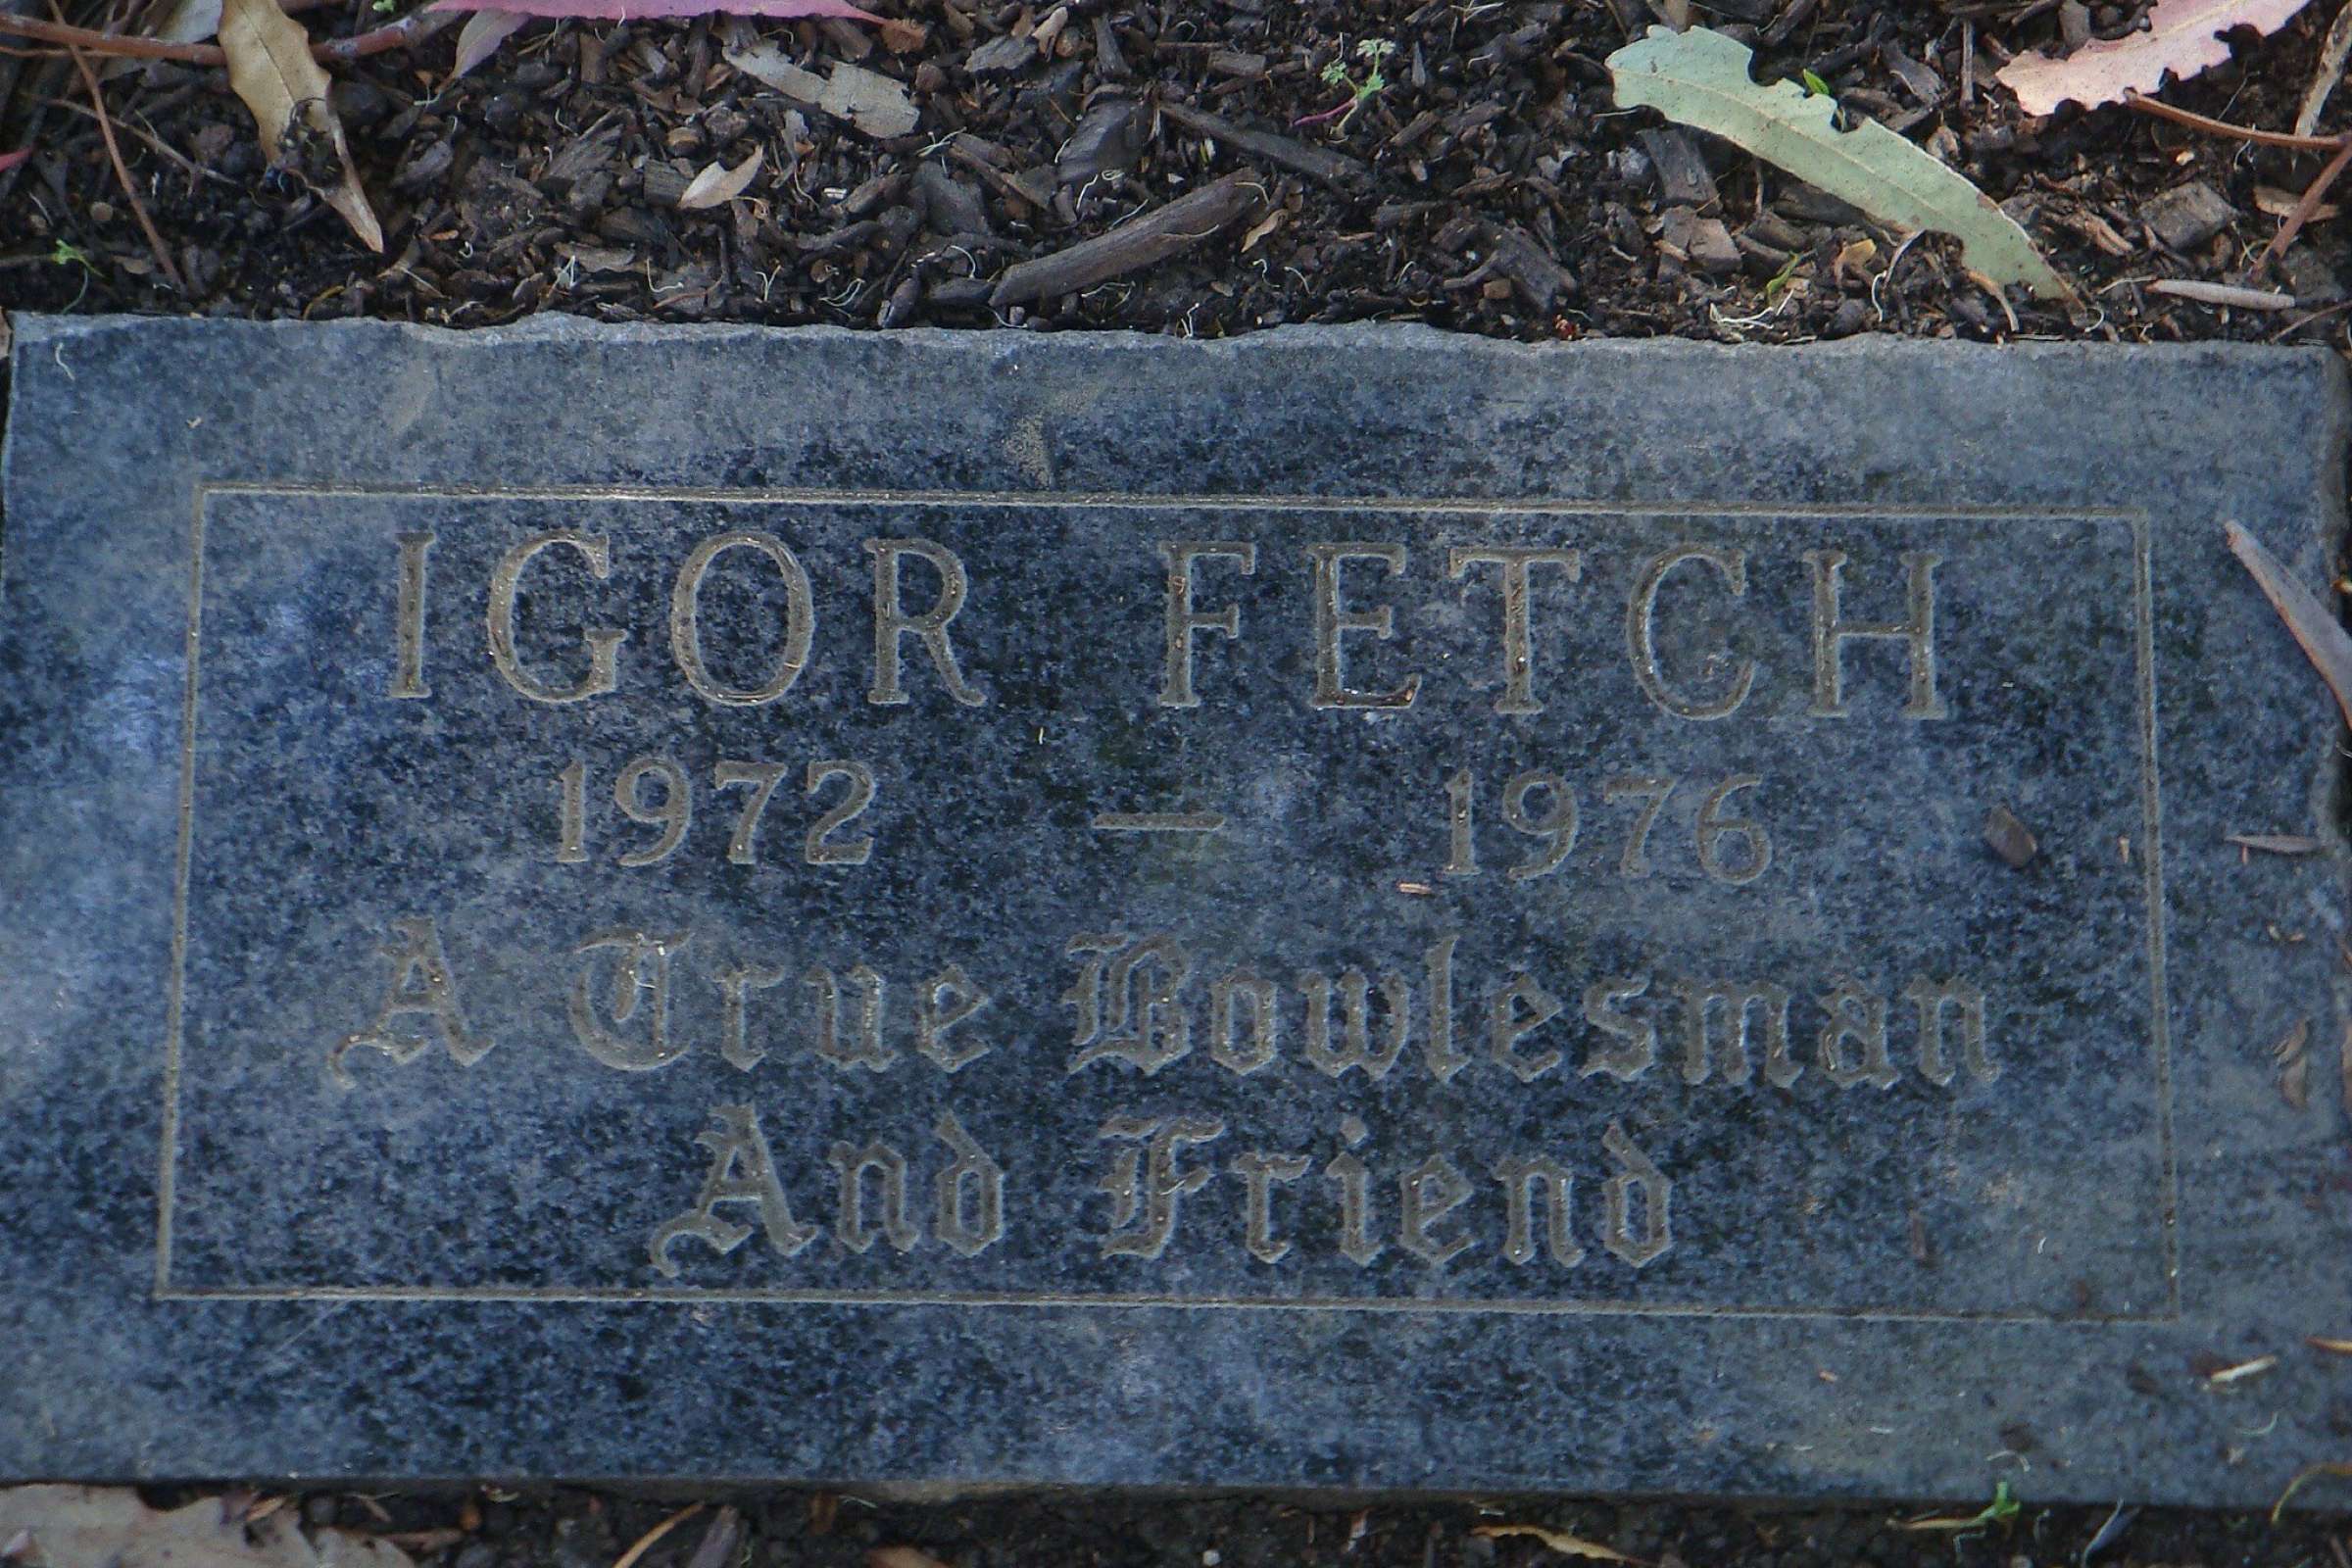 IGOR FETCH
1972 — 1976
A True Bowlesman
And Friend